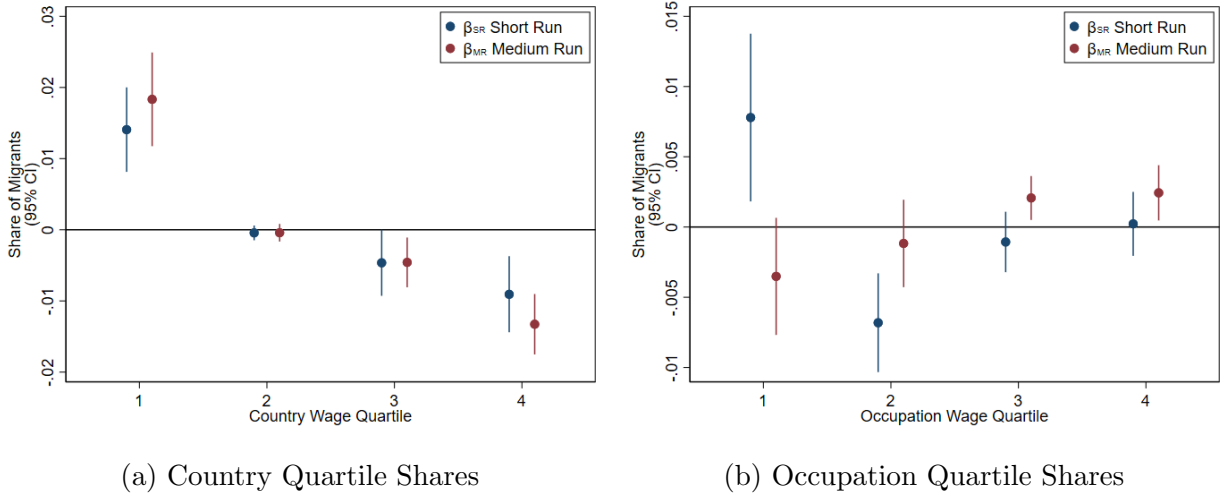 .03
.02
.01
0
-.01
-.02
Share of Migrants
(95% CI)
βSR Short Run
βMR Medium Run
1
2
3
4
Country Wage Quartile
(a) Country Quartile Shares
.015
.01
.005
0
-.005
-.01
Share of Migrants
(95% CI)
βSR Short Run
βMR Medium Run
1
2
3
4
Occupation Wage Quartile
(b) Occupation Quartile Shares